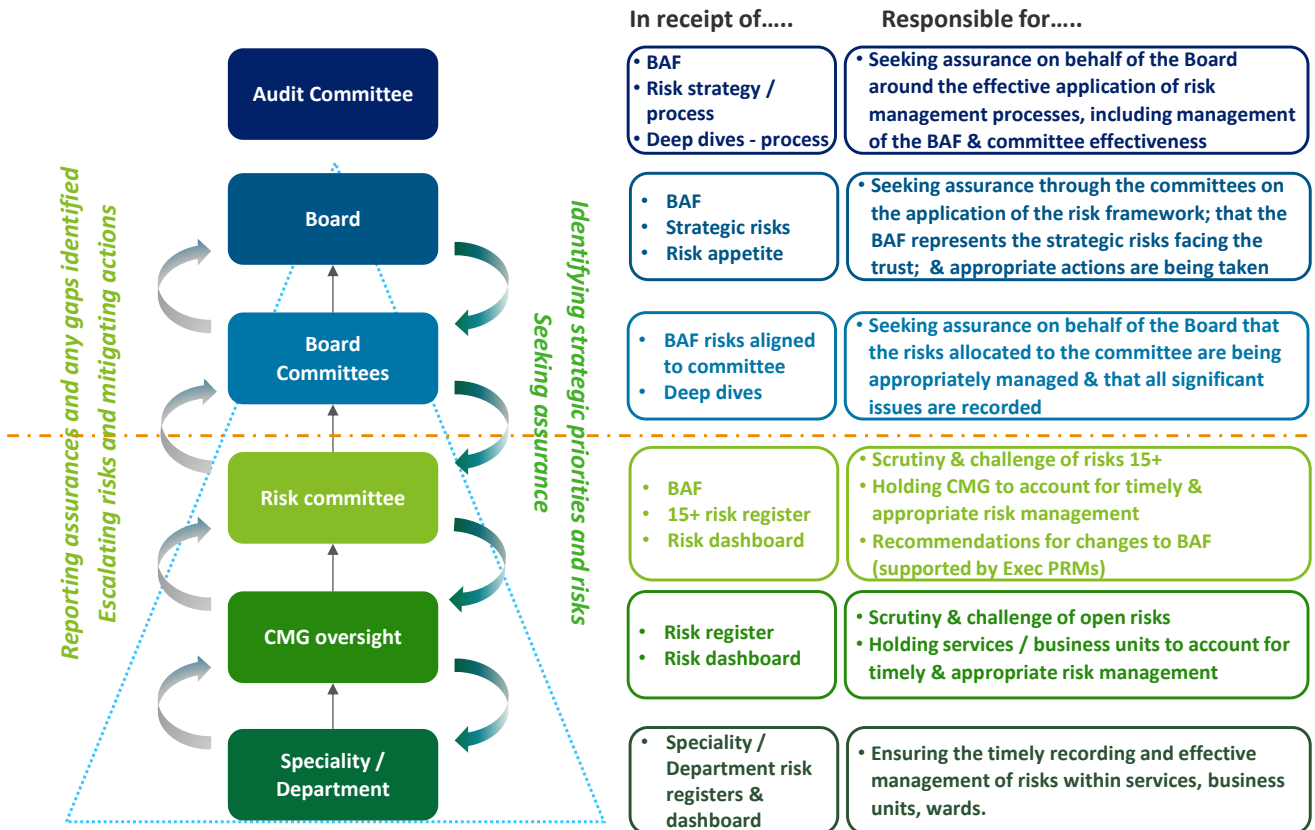 In receipt of.....
Responsible for.....
Audit Committee
• BAF
• Risk strategy /
process
• Deep dives - process
• Seeking assurance on behalf of the Board
around the effective application of risk
management processes, including management
of the BAF & committee effectiveness
Board
• BAF
• Strategic risks
• Risk appetite
• Seeking assurance through the committees on
the application of the risk framework; that the
BAF represents the strategic risks facing the
trust; & appropriate actions are being taken
Board
Committees
• BAF risks aligned
to committee
• Deep dives
• Seeking assurance on behalf of the Board that
the risks allocated to the committee are being
appropriately managed & that all significant
issues are recorded
Risk committee
• BAF
• 15+ risk register
• Risk dashboard
• Scrutiny & challenge of risks 15+
• Holding CMG to account for timely &
appropriate risk management
• Recommendations for changes to BAF
(supported by Exec PRMs)
CMG oversight
• Risk register
• Risk dashboard
• Scrutiny & challenge of open risks
• Holding services / business units to account for
timely & appropriate risk management
Speciality /
Department
• Speciality /
Department risk
registers &
dashboard
• Ensuring the timely recording and effective
management of risks within services, business
units, wards.
Reporting assurances and any gaps identified
Escalating risks and mitigating actions
Identifying strategic priorities and risks
Seeking assurance